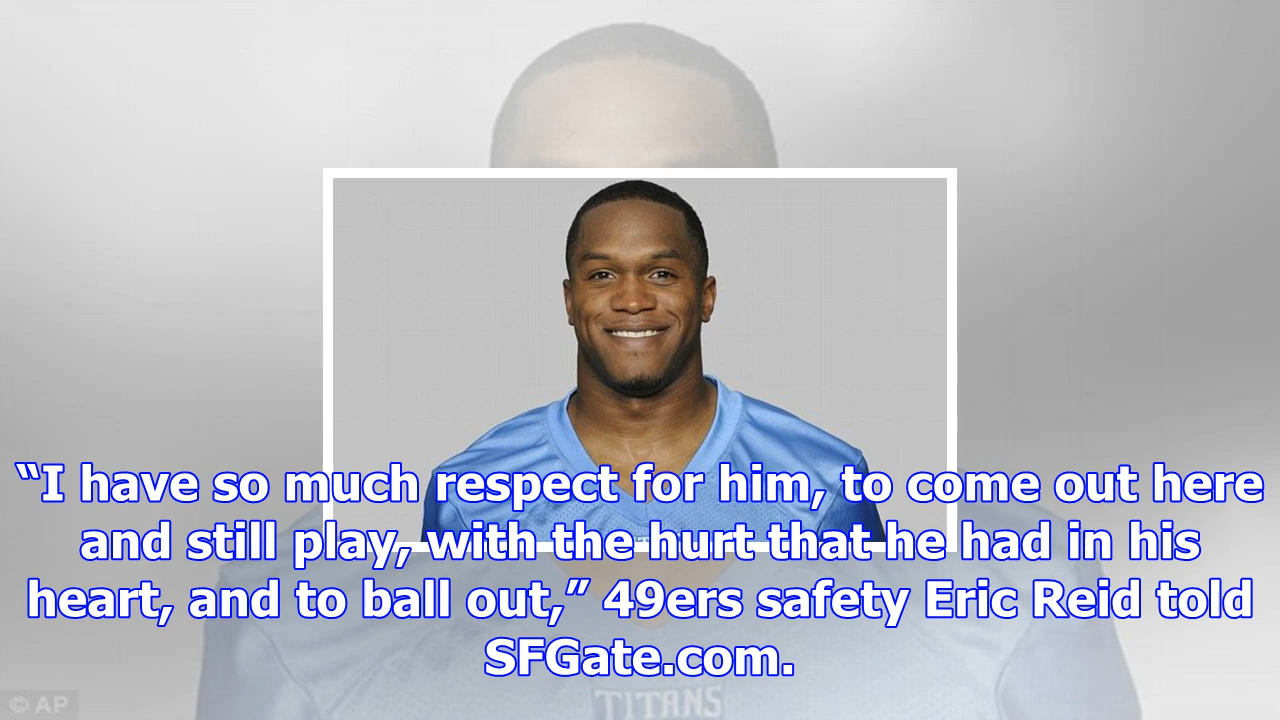 “I have so much respect for him, to come out here
and still play, with the hurt that he had in his
heart, and to ball out,” 49ers safety Eric Reid told
SFGate.com.
© AP
TITANS